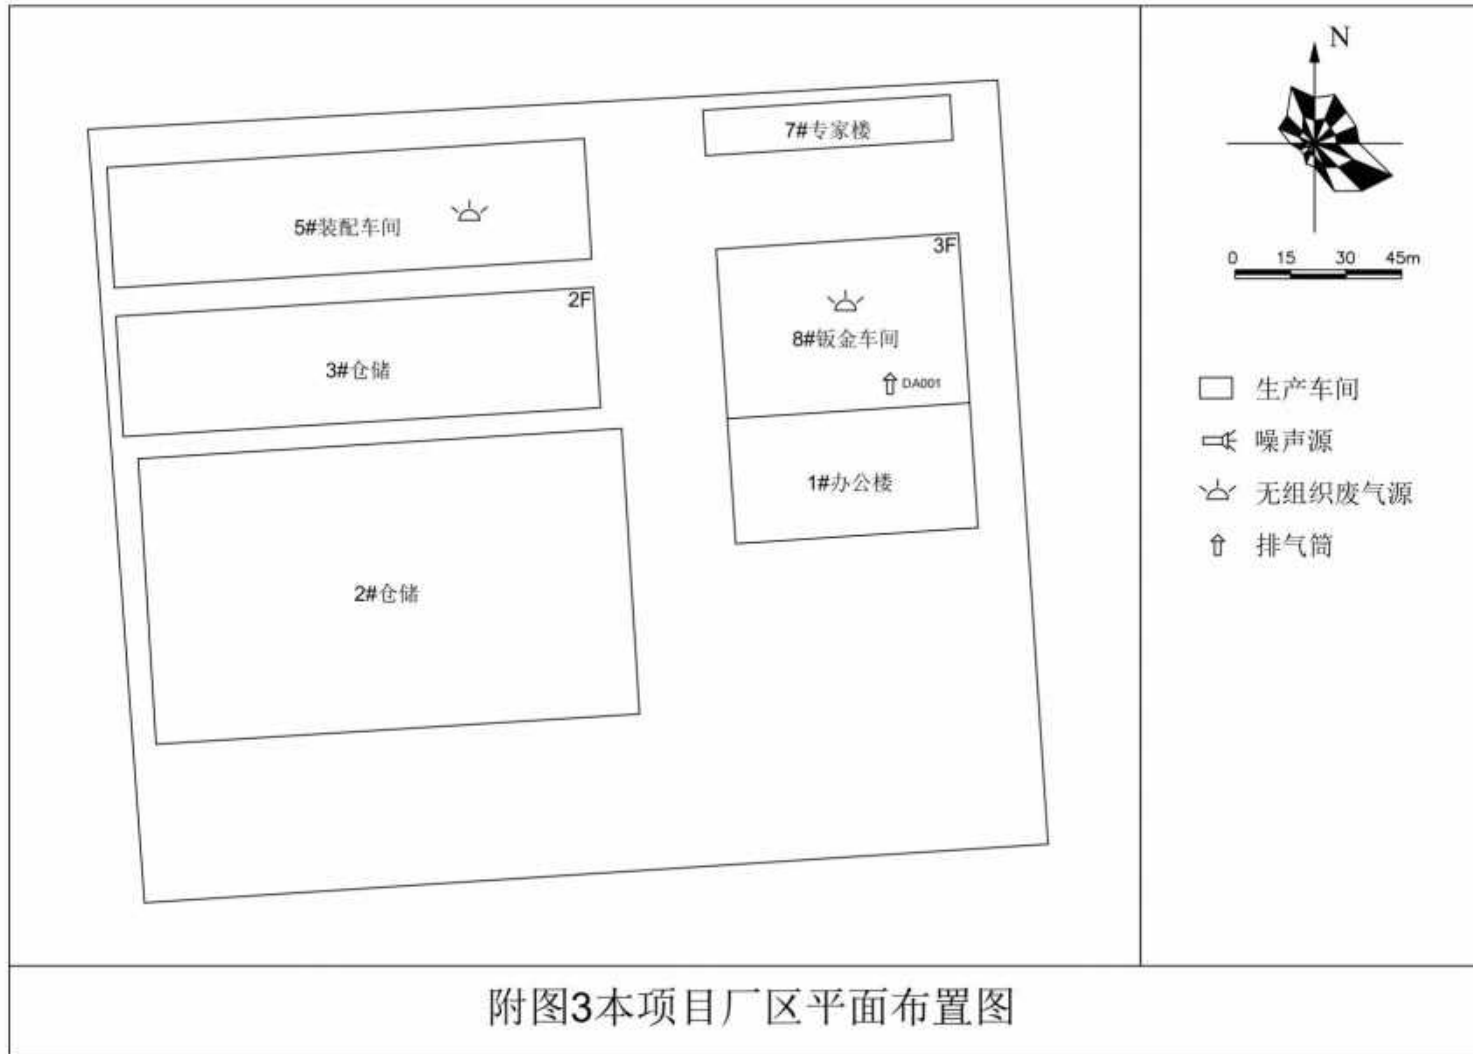 7#专家楼
5#装配车间
3F
2F
8#钣金车间
3#仓储
DA001
1#办公楼
2#仓储
N
0 15 30 45m
生产车间
噪声源
无组织废气源
排气筒
附图3本项目厂区平面布置图